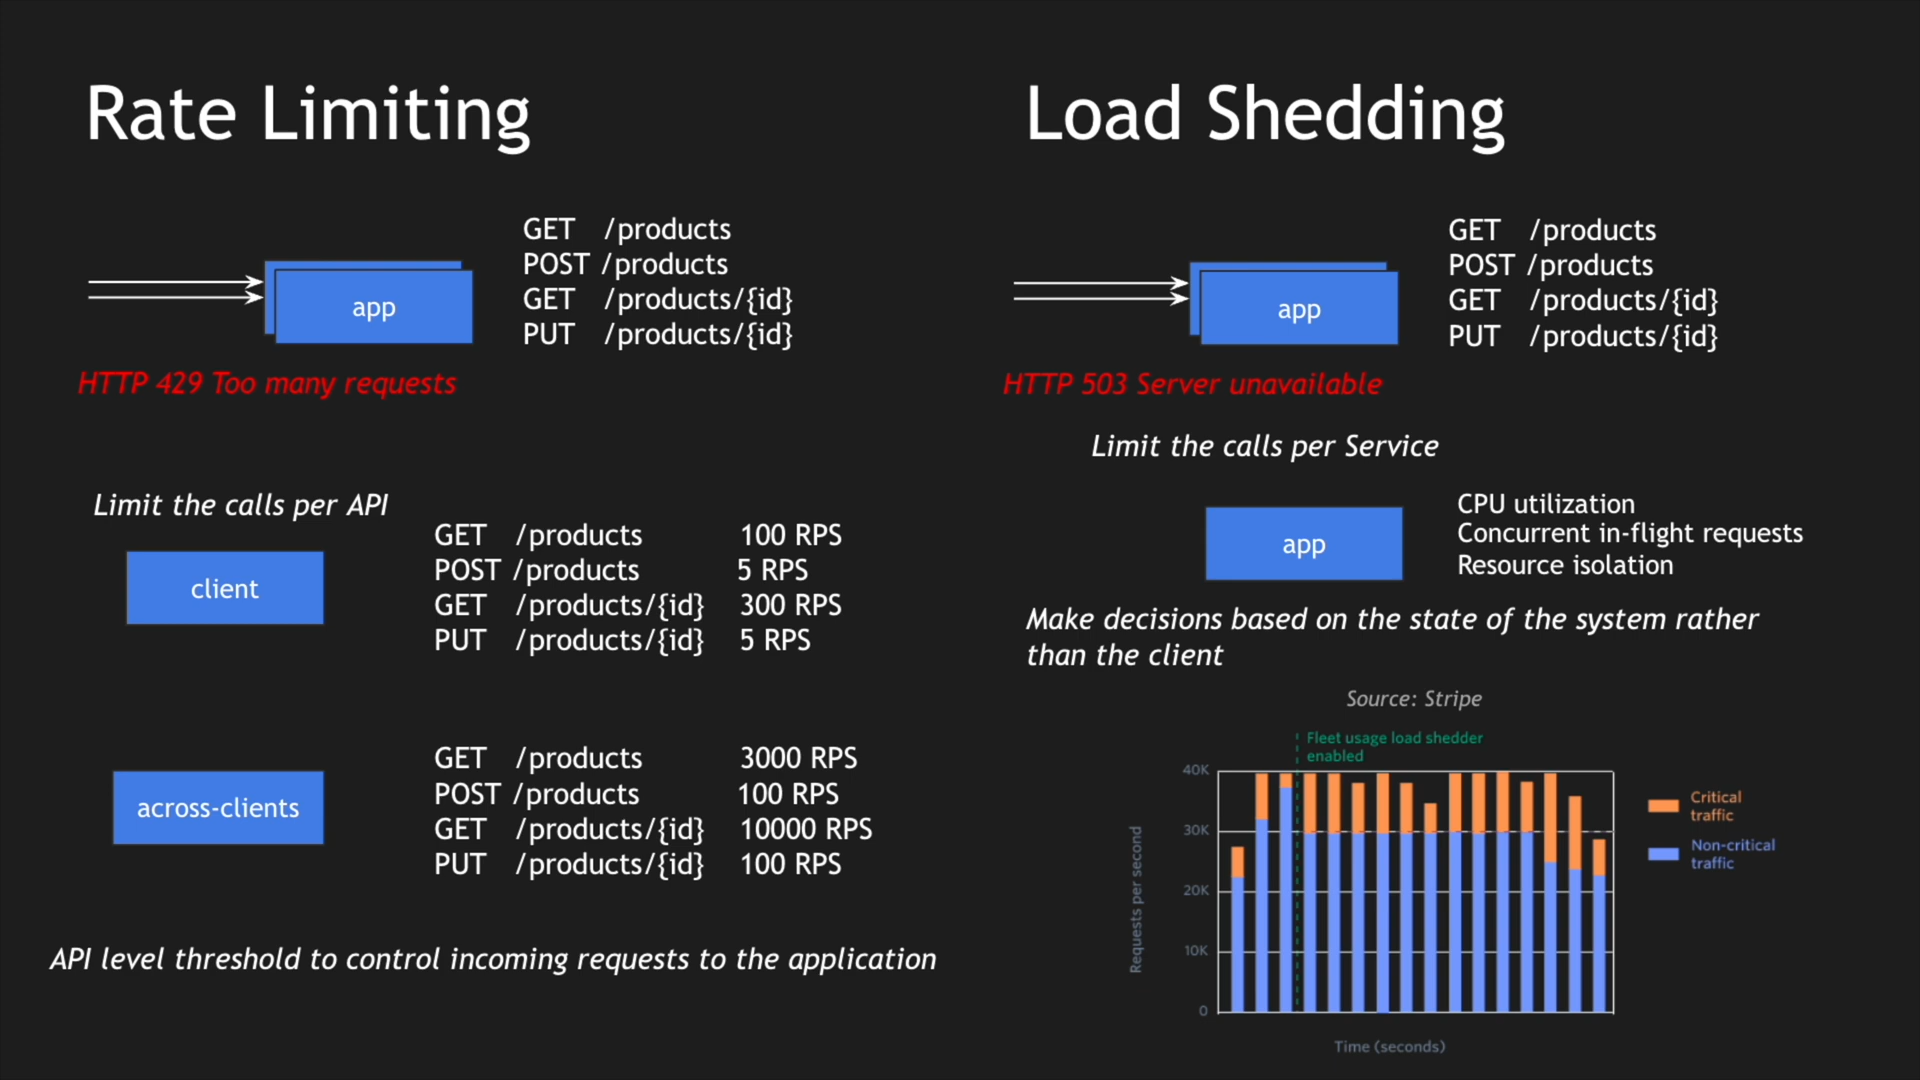 Rate Limiting
GET /products
POST /products
GET /products/{id}
PUT /products/{id}
app
HTTP 429 Too many requests
Limit the calls per API
client
GET /products 100 RPS
POST /products 5 RPS
GET /products/{id} 300 RPS
PUT /products/{id} 5 RPS
across-clients
GET /products 3000 RPS
POST /products 100 RPS
GET /products/{id} 10000 RPS
PUT /products/{id} 100 RPS
API level threshold to control incoming requests to the application
Load Shedding
GET /products
POST /products
GET /products/{id}
PUT /products/{id}
app
HTTP 503 Server unavailable
Limit the calls per Service
app
CPU utilization
Concurrent in-flight requests
Resource isolation
Make decisions based on the state of the system rather
than the client
Source: Stripe
Fleet usage load shedder
enabled
40K
30K
20K
10K
0
Requests per second
Time (seconds)
Critical
traffic
Non-critical
traffic